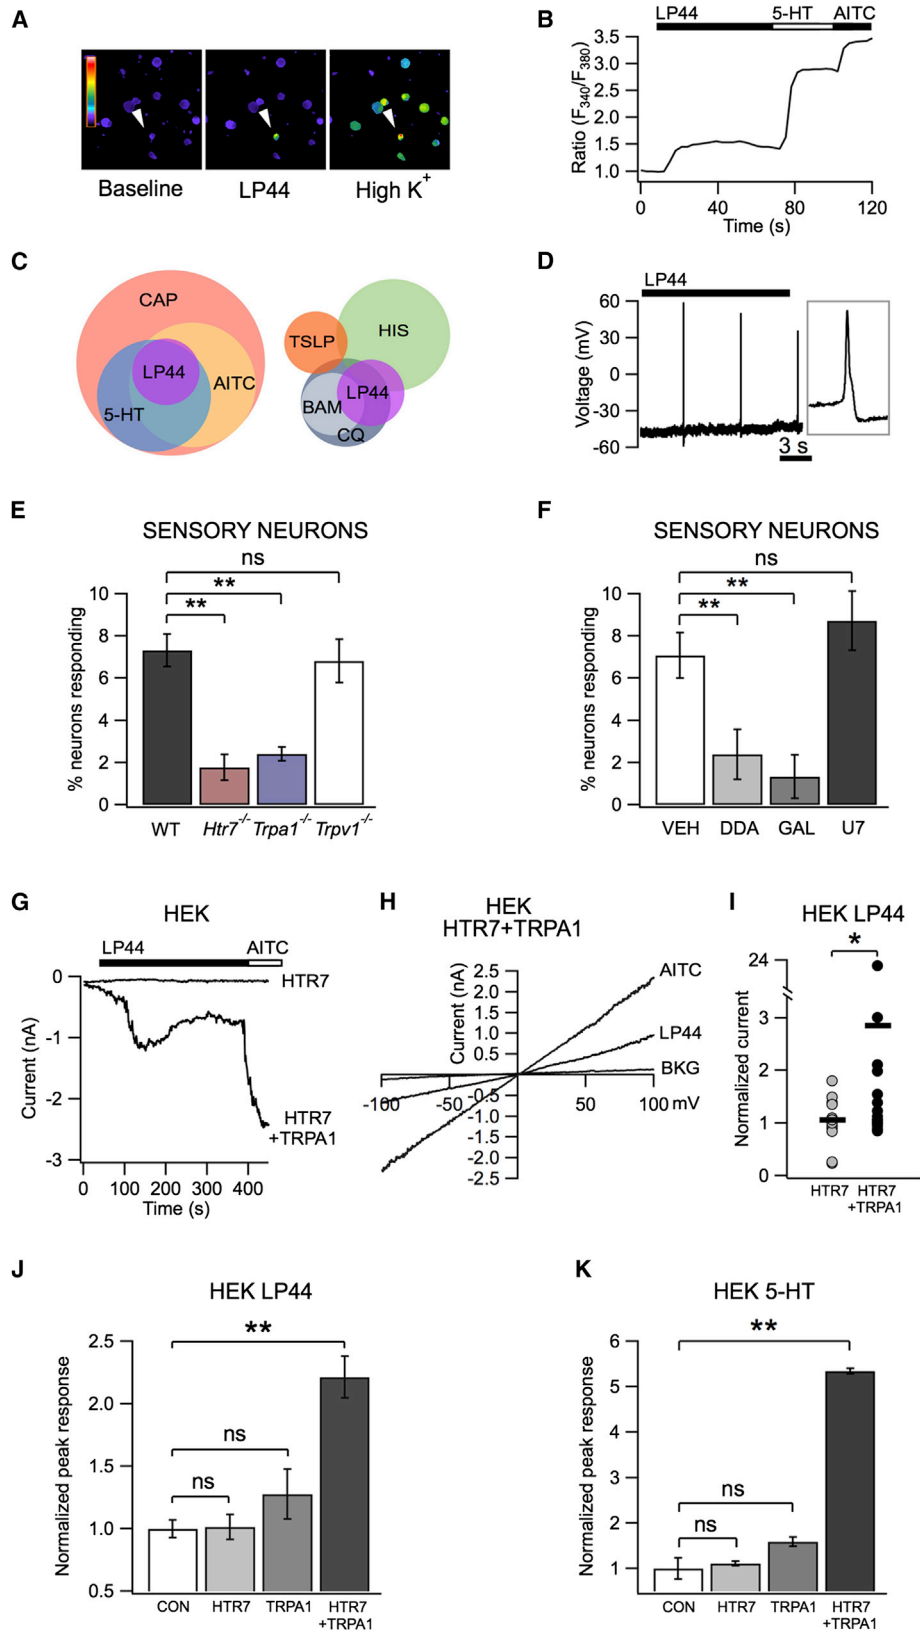 A
Baseline
LP44
High K+
B
LP44
5-HT
AITC
Ratio (F340/F380)
3.5
3.0
2.5
2.0
1.5
1.0
0
40
80
120
Time (s)
C
CAP
LP44
AITC
5-HT
TSLP
HIS
LP44
BAM
CQ
D
LP44
Voltage (mV)
60
30
0
-30
-60
3 s
E
SENSORY NEURONS
ns
**
**
% neurons responding
10
8
6
4
2
0
WT
Htr7-/-
Trpa1-/-
Trpv1-/-
F
SENSORY NEURONS
ns
**
**
% neurons responding
10
8
6
4
2
0
VEH
DDA
GAL
U7
G
HEK
LP44
AITC
HTR7
Current (nA)
0
-1
-2
-3
HTR7
+TRPA1
0
100
200
300
400
Time (s)
H
HEK
HTR7+TRPA1
Current (nA)
2.5
2.0
1.5
1.0
0.5
-0.5
-1.0
-1.5
-2.0
-2.5
AITC
LP44
BKG
-100
-50
50
100 mV
I
HEK LP44
*
Normalized current
24
3
2
1
0
HTR7
HTR7
+TRPA1
J
HEK LP44
**
ns
ns
Normalized peak response
2.5
2.0
1.5
1.0
0.5
CON
HTR7
TRPA1
HTR7
+TRPA1
K
HEK 5-HT
**
ns
ns
Normalized peak response
6
5
4
3
2
1
CON
HTR7
TRPA1
HTR7
+TRPA1